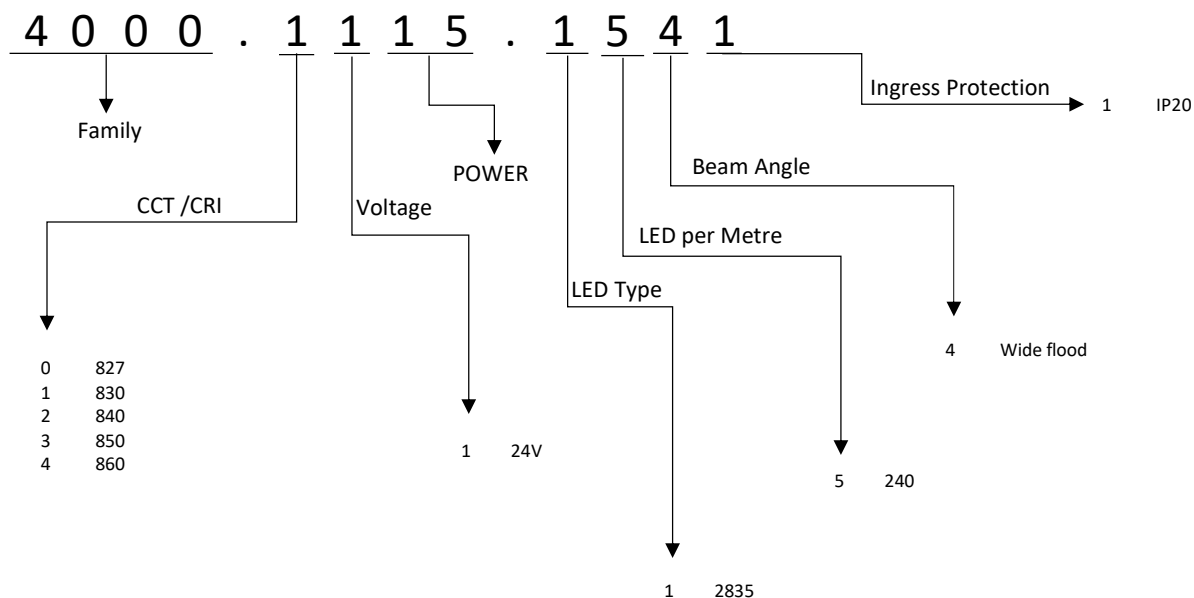 4 0 0 0 . 1 1 1 5 . 1 5 4 1
Ingress Protection
1 IP20
Family
Beam Angle
POWER
CCT /CRI
Voltage
LED per Metre
LED Type
4 Wide flood
0 827
1 830
2 840
3 850
4 860
1 24V
5 240
1 2835